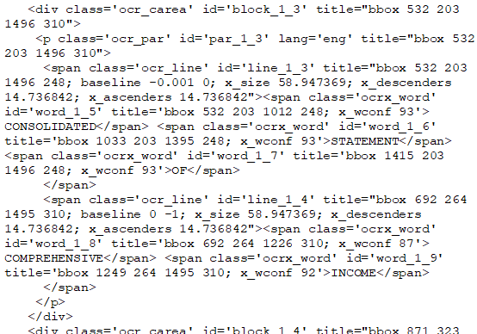 <div class='ocr_carea' id='block_1_3' title="bbox 532 203
1496 310">
<p class='ocr_par' id='par_1_3' lang='eng' title="bbox 532
203 1496 310">
<span class='ocr_line' id='line_1_3' title="bbox 532 203
1496 248; baseline -0.001 0; x_size 58.947369; x_descenders
14.736842; x_ascenders 14.736842"><span class='ocrx_word'
id='word_1_5' title='bbox 532 203 1012 248; x_wconf 93'>
CONSOLIDATED</span> <span class='ocrx_word' id='word_1_6'
title='bbox 1033 203 1395 248; x_wconf 93'>STATEMENT</span>
<span class='ocrx_word' id='word_1_7' title='bbox 1415 203
1496 248; x_wconf 93'>OF</span>
</span>
<span class='ocr_line' id='line_1_4' title="bbox 692 264
1495 310; baseline 0 -1; x_size 58.947369; x_descenders
14.736842; x_ascenders 14.736842"><span class='ocrx_word'
id='word_1_8' title='bbox 692 264 1226 310; x_wconf 87'>
COMPREHENSIVE</span> <span class='ocrx_word' id='word_1_9'
title='bbox 1249 264 1495 310; x_wconf 92'>INCOME</span>
</span>
</p>
</div>
<div class='ocr_carea' id='block_1_4' title="bbox 871 323